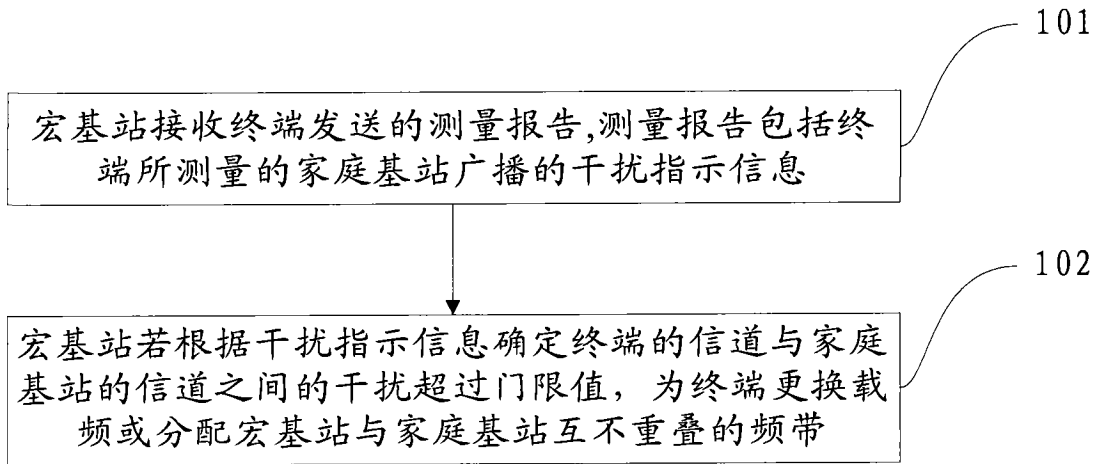 101
宏基站接收终端发送的测量报告,测量报告包括终
端所测量的家庭基站广播的干扰指示信息
102
宏基站若根据干扰指示信息确定终端的信道与家庭
基站的信道之间的干扰超过门限值，为终端更换载
频或分配宏基站与家庭基站互不重叠的频带